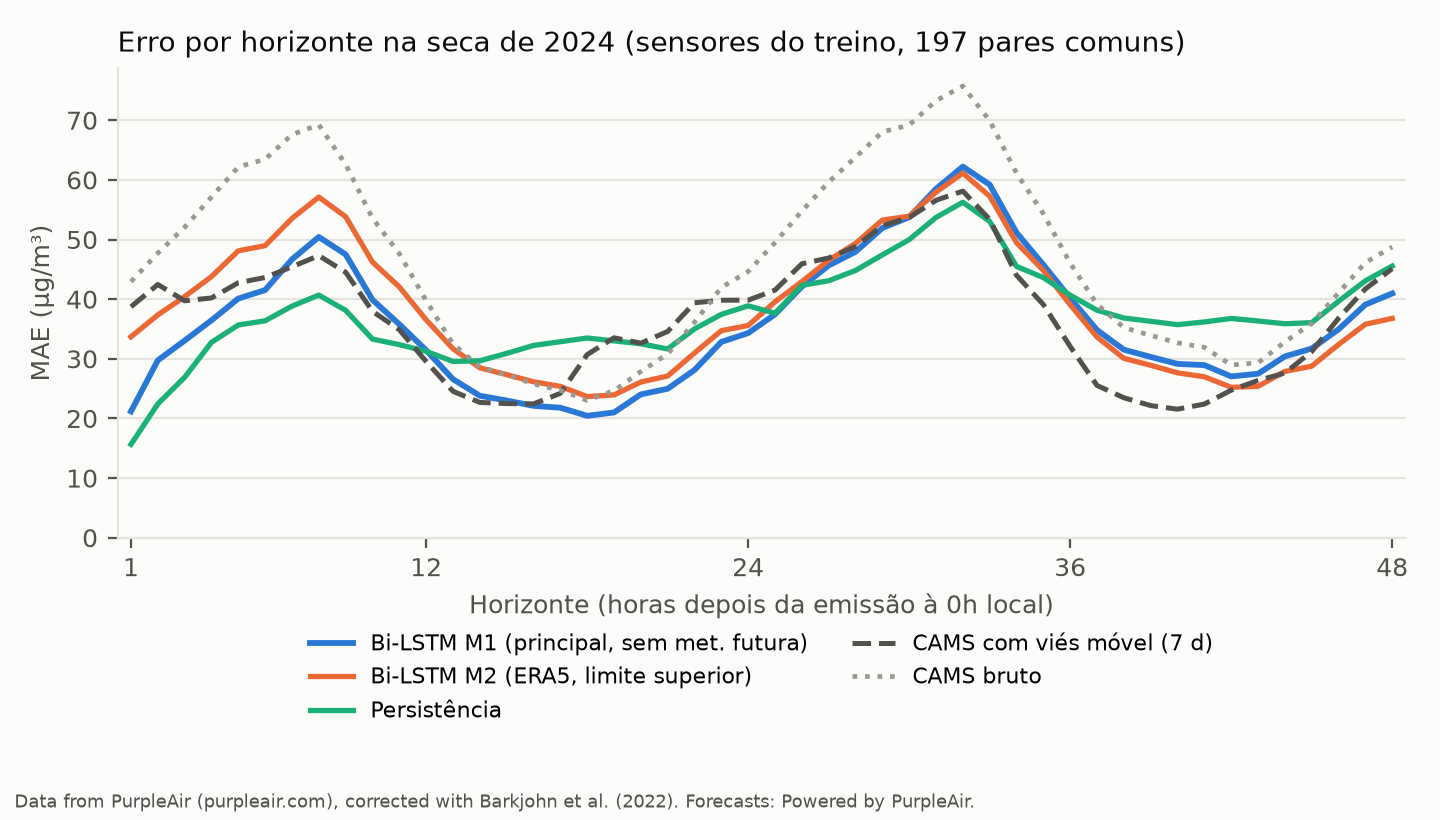 Erro por horizonte na seca de 2024 (sensores do treino, 197 pares comuns)
MAE (µg/m³)
70
60
50
40
30
20
10
0
1
12
24
36
48
Horizonte (horas depois da emissão à 0h local)
Bi-LSTM M1 (principal, sem met. futura)
Bi-LSTM M2 (ERA5, limite superior)
Persistência
CAMS com viés móvel (7 d)
CAMS bruto
Data from PurpleAir (purpleair.com), corrected with Barkjohn et al. (2022). Forecasts: Powered by PurpleAir.